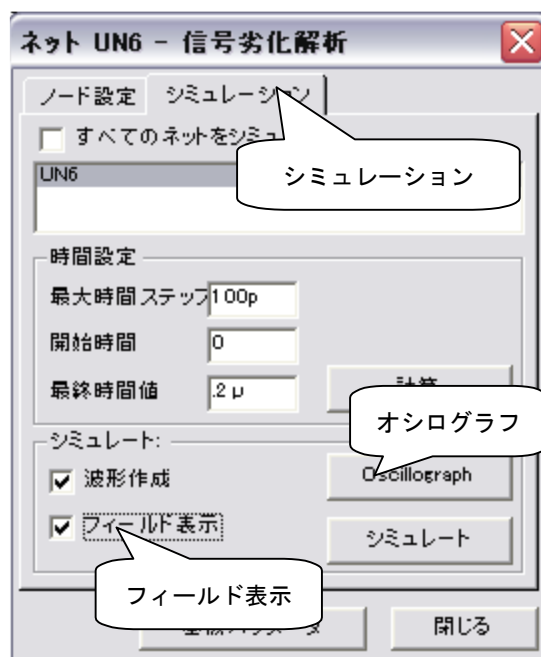 ネット UN6 - 信号劣化解析
ノード設定 シミュレーション
すべてのネットをシミュ
シミュレーション
UN6
時間設定
最大時間ステップ 100p
開始時間 0
最終時間値 .2 μ
計算
オシログラフ
シミュレート:
波形作成
Oscillograph
フィールド表示
シミュレート
フィールド表示
閉じる